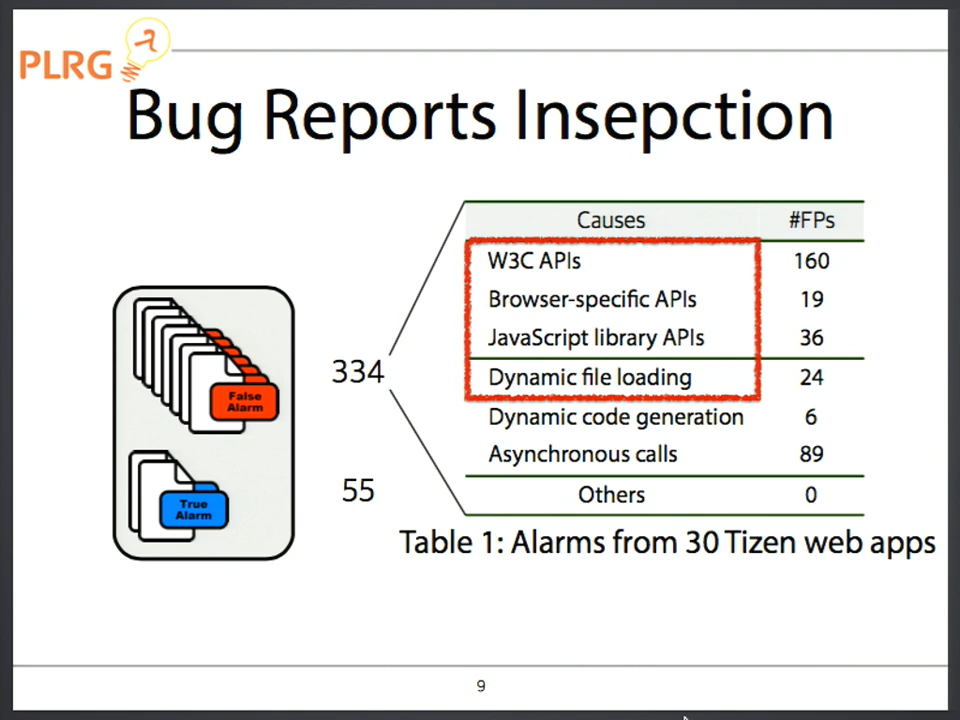 PLRG
Bug Reports Insepction
Causes #FPs
W3C APIs 160
Browser-specific APIs 19
JavaScript library APIs 36
Dynamic file loading 24
Dynamic code generation 6
Asynchronous calls 89
Others 0
False
Alarm
334
True
Alarm
55
Table 1: Alarms from 30 Tizen web apps
9